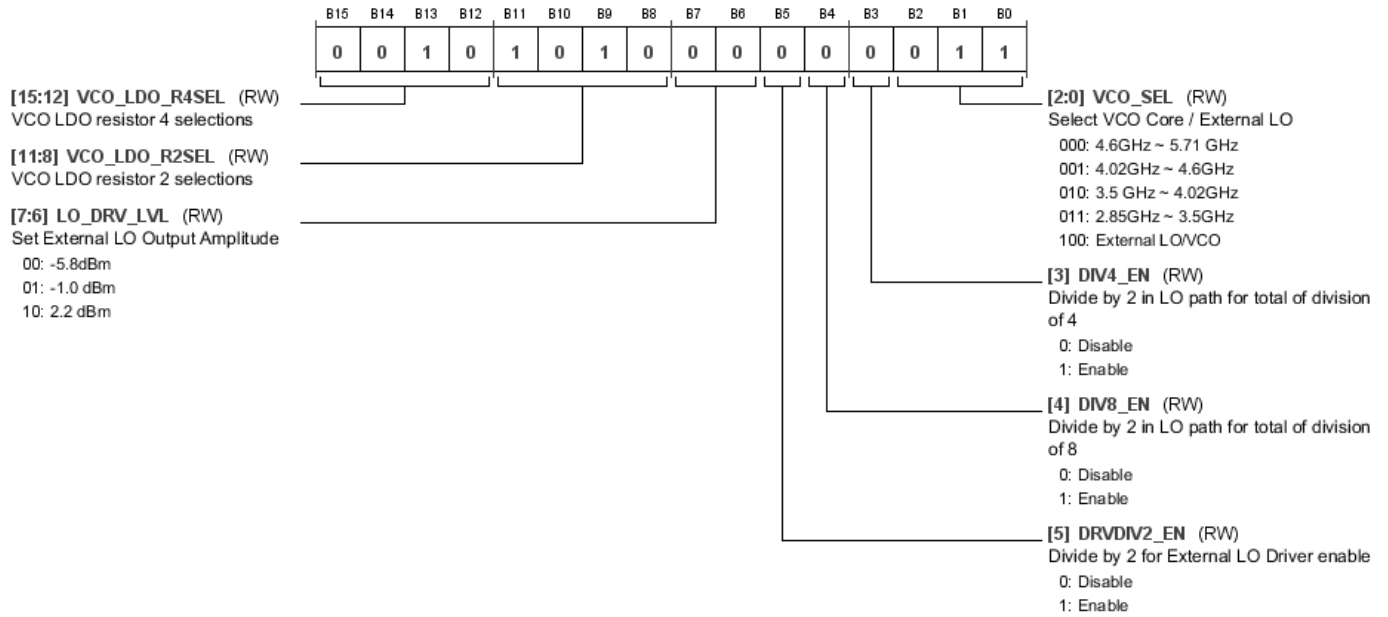 B15 B14 B13 B12 B11 B10 B9 B8 B7 B6 B5 B4 B3 B2 B1 B0
0 0 1 0 1 0 1 0 0 0 0 0 0 0 1 1
[15:12] VCO_LDO_R4SEL (RW)
VCO LDO resistor 4 selections
[11:8] VCO_LDO_R2SEL (RW)
VCO LDO resistor 2 selections
[7:6] LO_DRV_LVL (RW)
Set External LO Output Amplitude
00: -5.8dBm
01: -1.0 dBm
10: 2.2 dBm
[2:0] VCO_SEL (RW)
Select VCO Core / External LO
000: 4.6GHz ~ 5.71 GHz
001: 4.02GHz ~ 4.6GHz
010: 3.5 GHz ~ 4.02GHz
011: 2.85GHz ~ 3.5GHz
100: External LO/VCO
[3] DIV4_EN (RW)
Divide by 2 in LO path for total of division
of 4
0: Disable
1: Enable
[4] DIV8_EN (RW)
Divide by 2 in LO path for total of division
of 8
0: Disable
1: Enable
[5] DRVDIV2_EN (RW)
Divide by 2 for External LO Driver enable
0: Disable
1: Enable